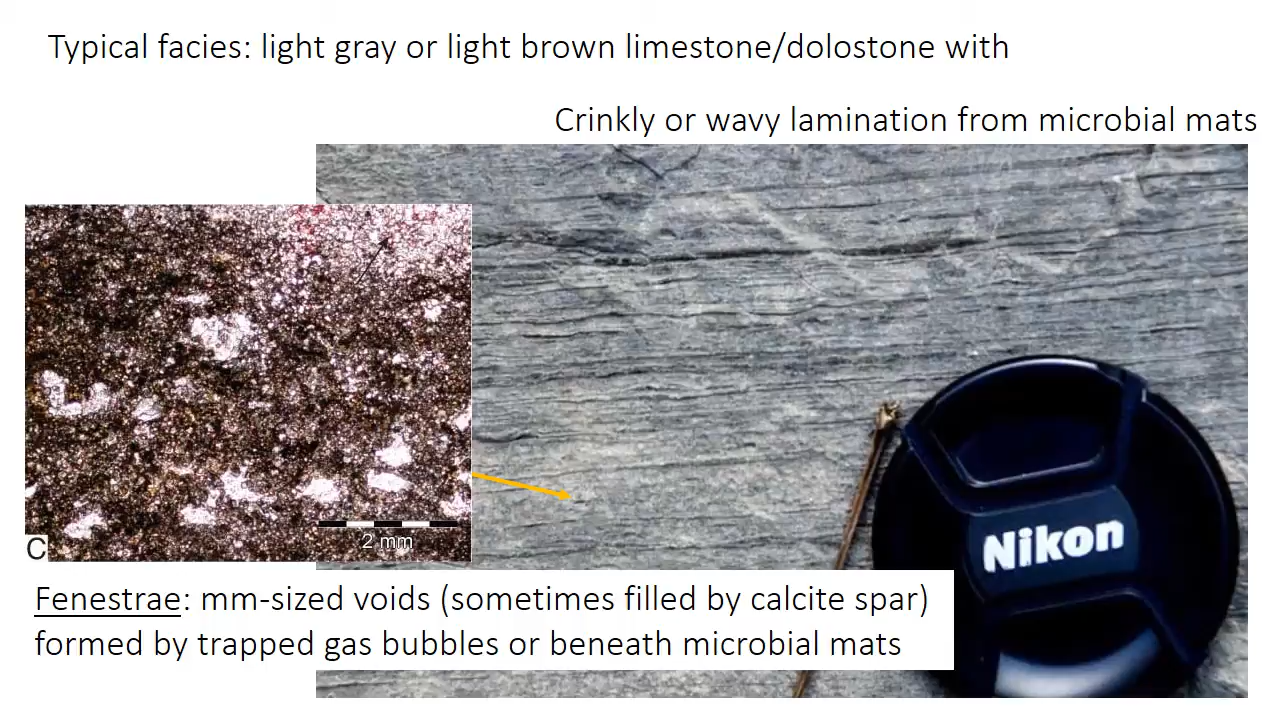 Typical facies: light gray or light brown limestone/dolostone with
Crinkly or wavy lamination from microbial mats
C
2 mm
Nikon
Fenestrae: mm-sized voids (sometimes filled by calcite spar)
formed by trapped gas bubbles or beneath microbial mats